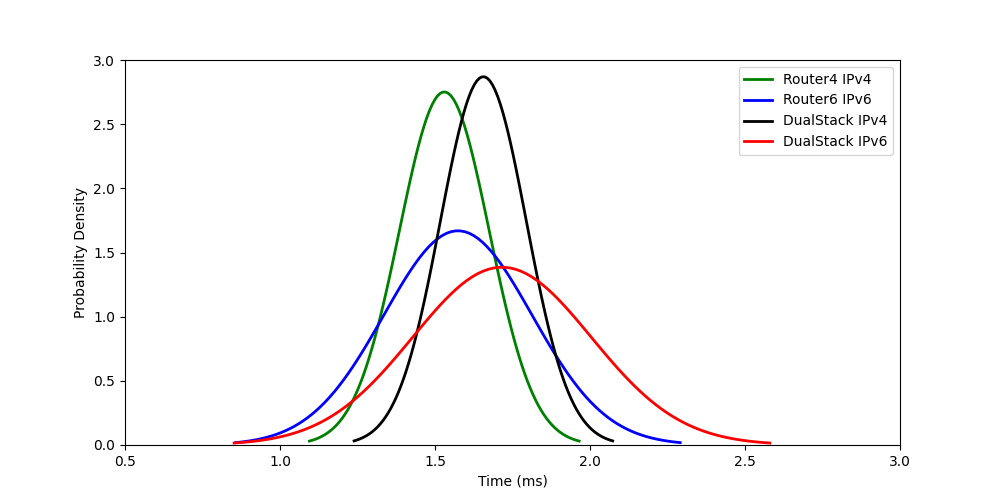 3.0
2.5
2.0
1.5
1.0
0.5
0.0
Probability Density
0.5 1.0 1.5 2.0 2.5 3.0
Time (ms)
Router4 IPv4
Router6 IPv6
DualStack IPv4
DualStack IPv6